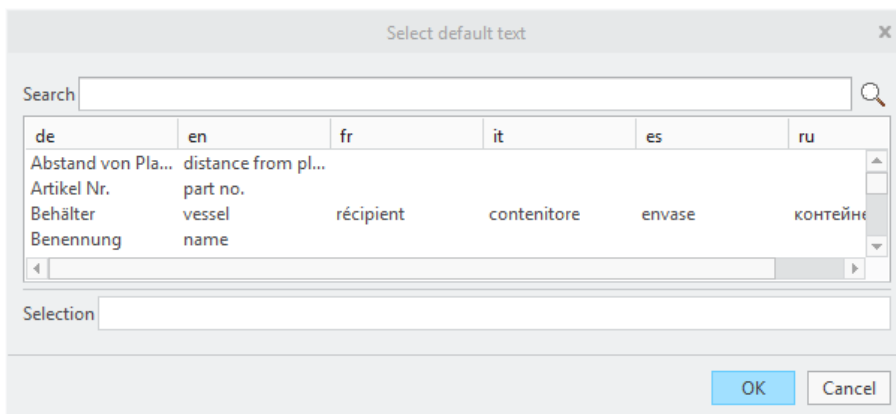 Select default text
Search
de en fr it es ru
Abstand von Pla... distance from pl...
Artikel Nr. part no.
Behälter vessel récipient contenitore envase контейне
Benennung name
Selection
OK Cancel